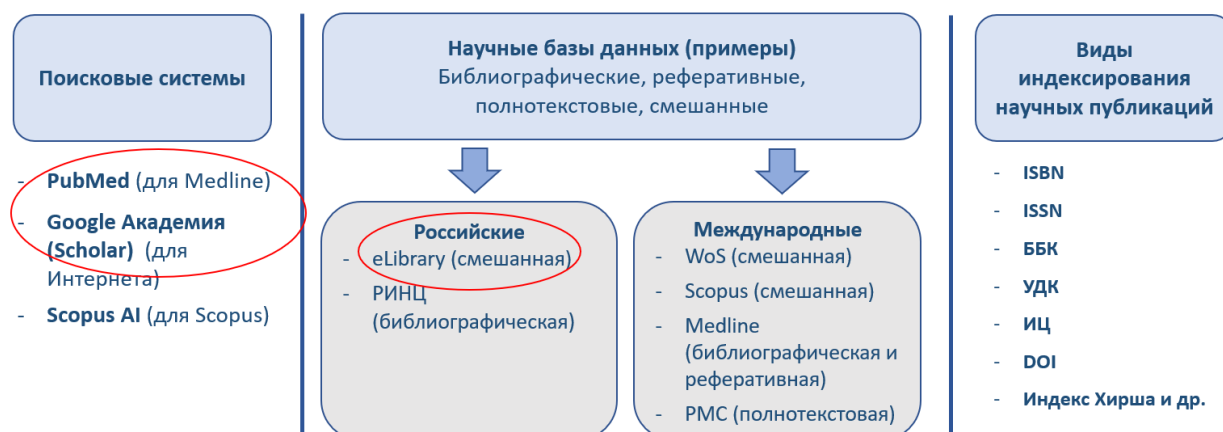 Поисковые системы
- PubMed (для Medline)
- Google Академия
(Scholar) (для
Интернета)
- Scopus AI (для Scopus)
Научные базы данных (примеры)
Библиографические, реферативные,
полнотекстовые, смешанные
Российские
- eLibrary (смешанная)
- РИНЦ
(библиографическая)
Международные
- WoS (смешанная)
- Scopus (смешанная)
- Medline
(библиографическая и
реферативная)
- PMC (полнотекстовая)
Виды
индексирования
научных публикаций
- ISBN
- ISSN
- ББК
- УДК
- ИЦ
- DOI
- Индекс Хирша и др.